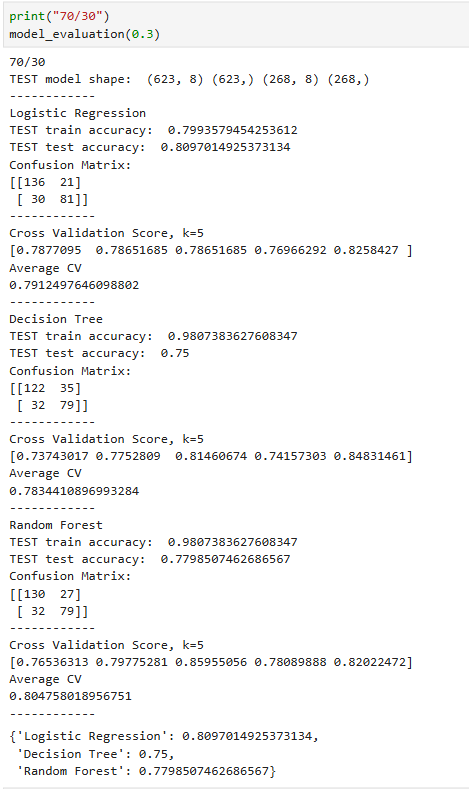 print("70/30")
model_evaluation(0.3)
70/30
TEST model shape:  (623, 8) (623,) (268, 8) (268,)
------------
Logistic Regression
TEST train accuracy:  0.7993579454253612
TEST test accuracy:  0.8097014925373134
Confusion Matrix:
[[136  21]
 [ 30  81]]
------------
Cross Validation Score, k=5
[0.7877095  0.78651685 0.78651685 0.76966292 0.8258427 ]
Average CV
0.7912497646098802
------------
Decision Tree
TEST train accuracy:  0.9807383627608347
TEST test accuracy:  0.75
Confusion Matrix:
[[122  35]
 [ 32  79]]
------------
Cross Validation Score, k=5
[0.73743017 0.7752809  0.81460674 0.74157303 0.84831461]
Average CV
0.7834410896993284
------------
Random Forest
TEST train accuracy:  0.9807383627608347
TEST test accuracy:  0.7798507462686567
Confusion Matrix:
[[130  27]
 [ 32  79]]
------------
Cross Validation Score, k=5
[0.76536313 0.79775281 0.85955056 0.78089888 0.82022472]
Average CV
0.804758018956751
------------
{'Logistic Regression': 0.8097014925373134,
 'Decision Tree': 0.75,
 'Random Forest': 0.7798507462686567}